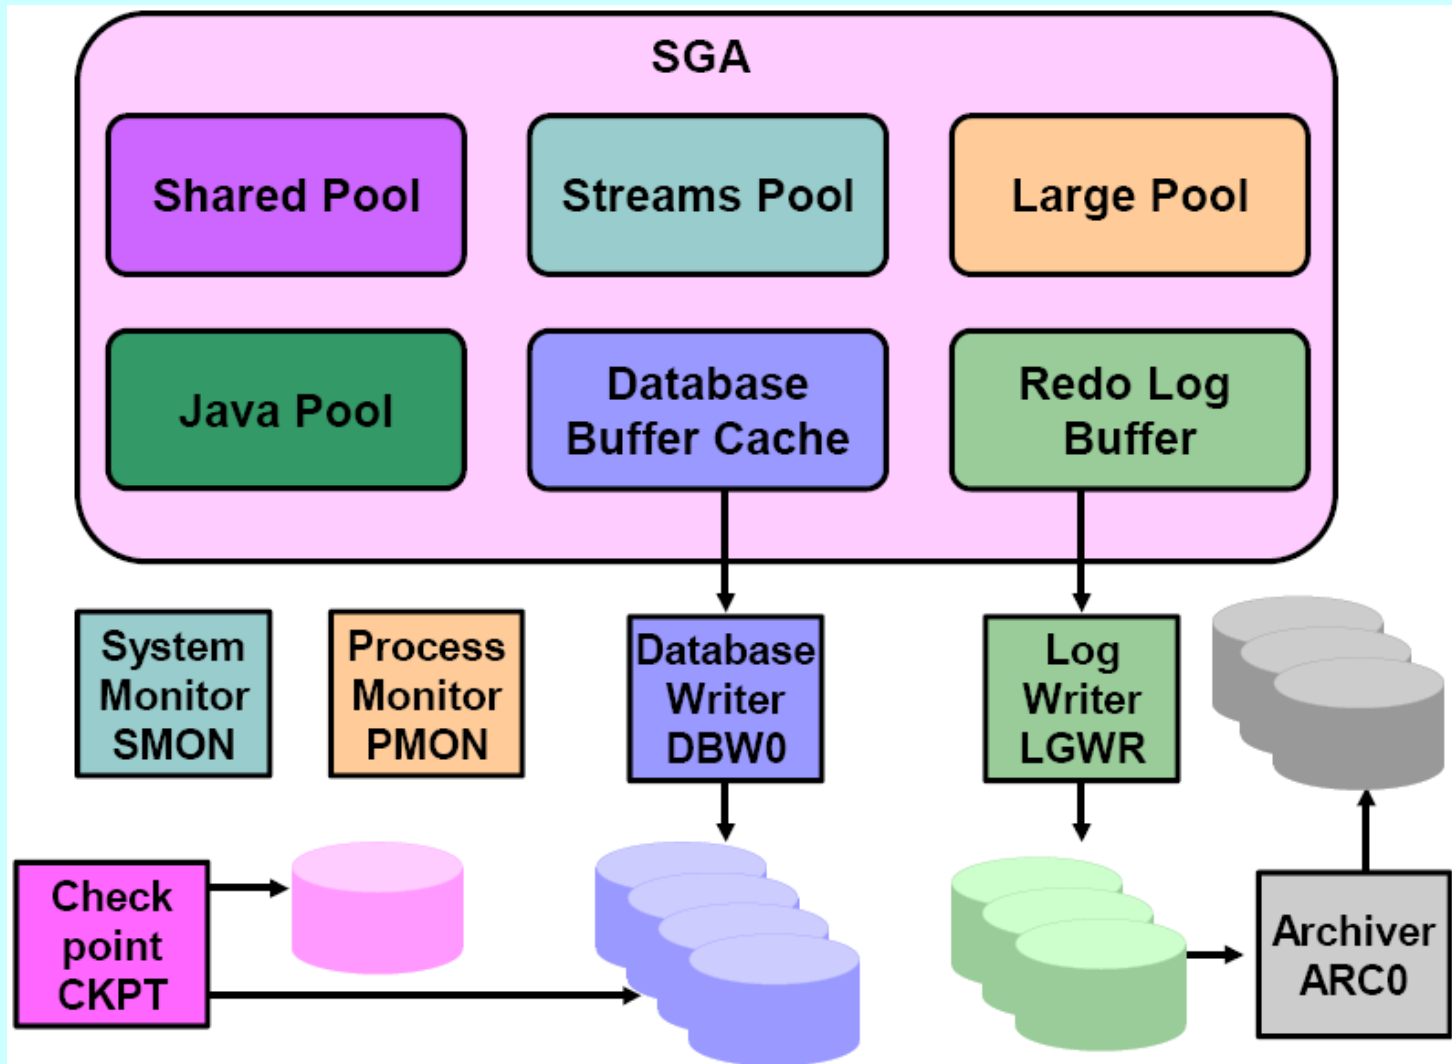 SGA
Shared Pool
Streams Pool
Large Pool
Java Pool
Database
Buffer Cache
Redo Log
Buffer
System
Monitor
SMON
Process
Monitor
PMON
Database
Writer
DBW0
Log
Writer
LGWR
Check
point
CKPT
Archiver
ARC0